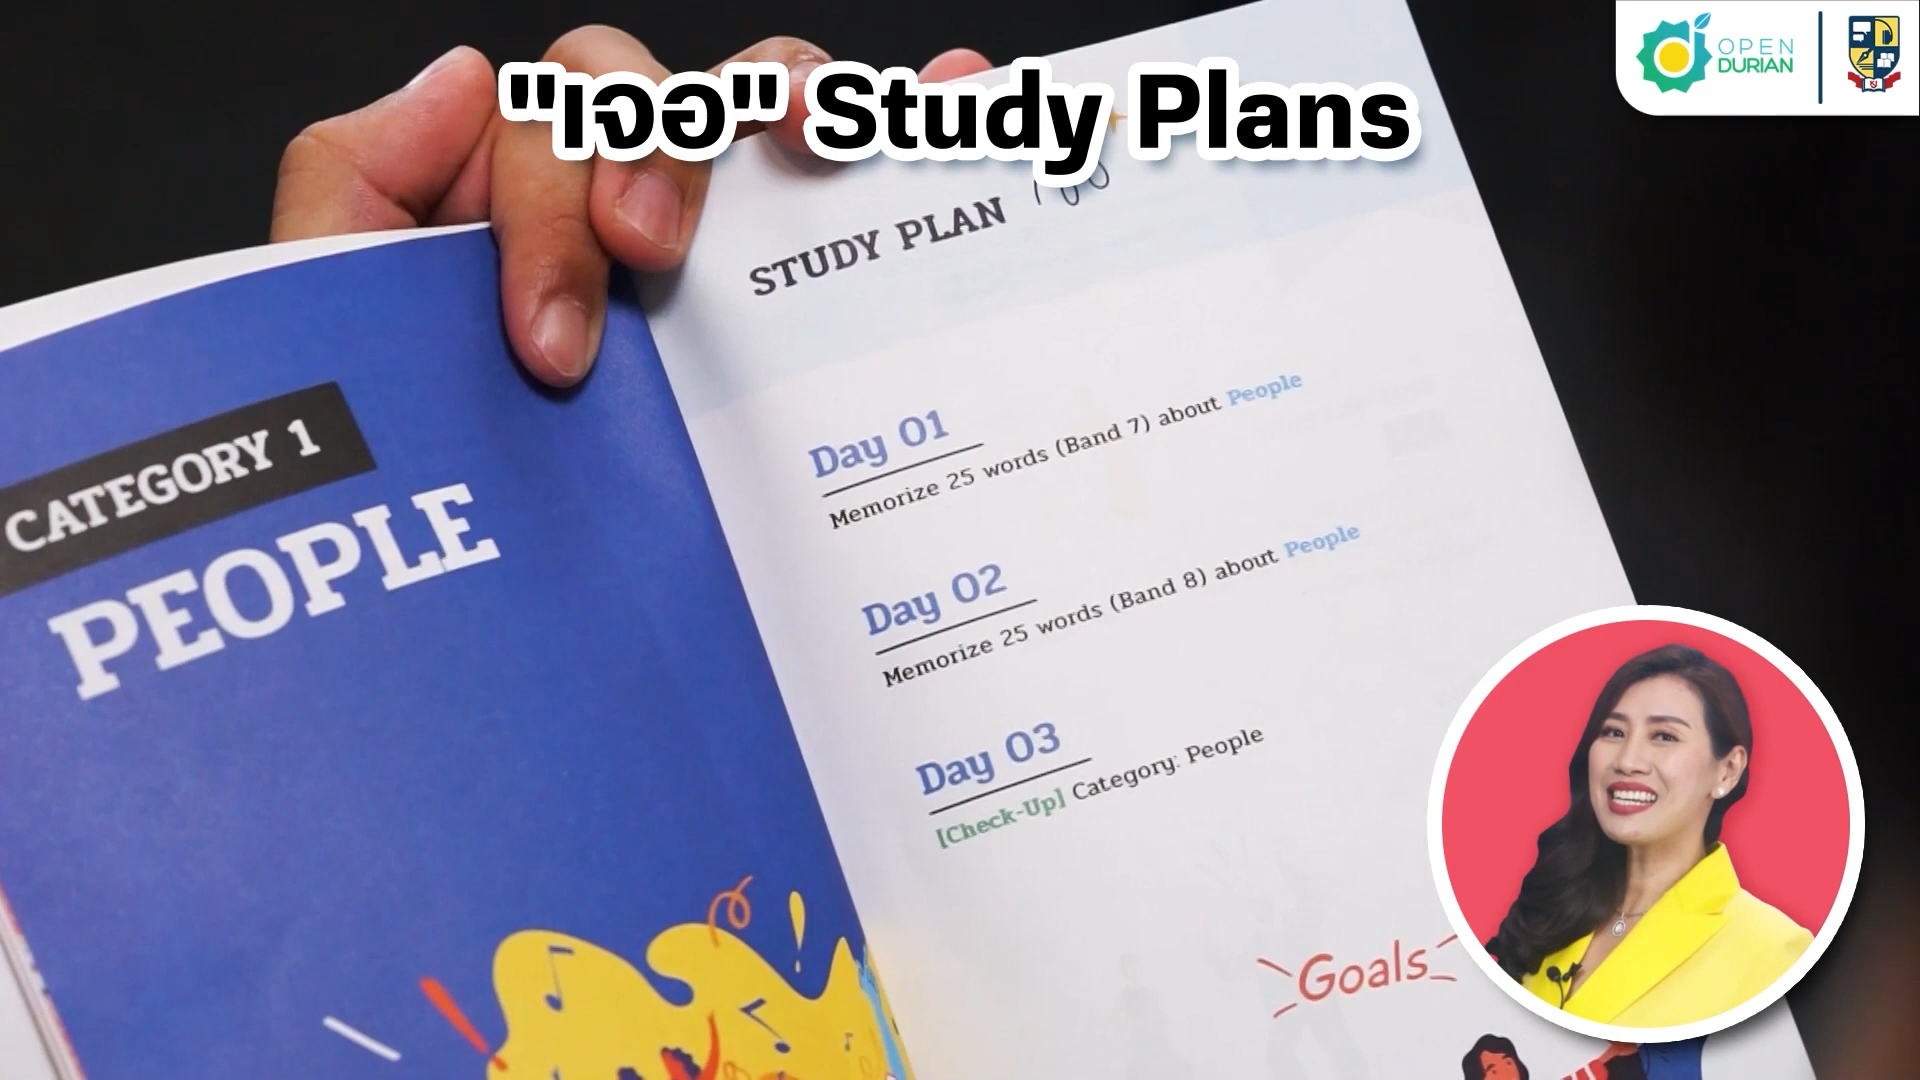 "เจอ" Study Plans
OPEN
DURIAN
CATEGORY 1
PEOPLE
STUDY PLAN
Day 01
Memorize 25 words (Band 7) about People
Day 02
Memorize 25 words (Band 8) about People
Day 03
[Check-Up] Category: People
Goals